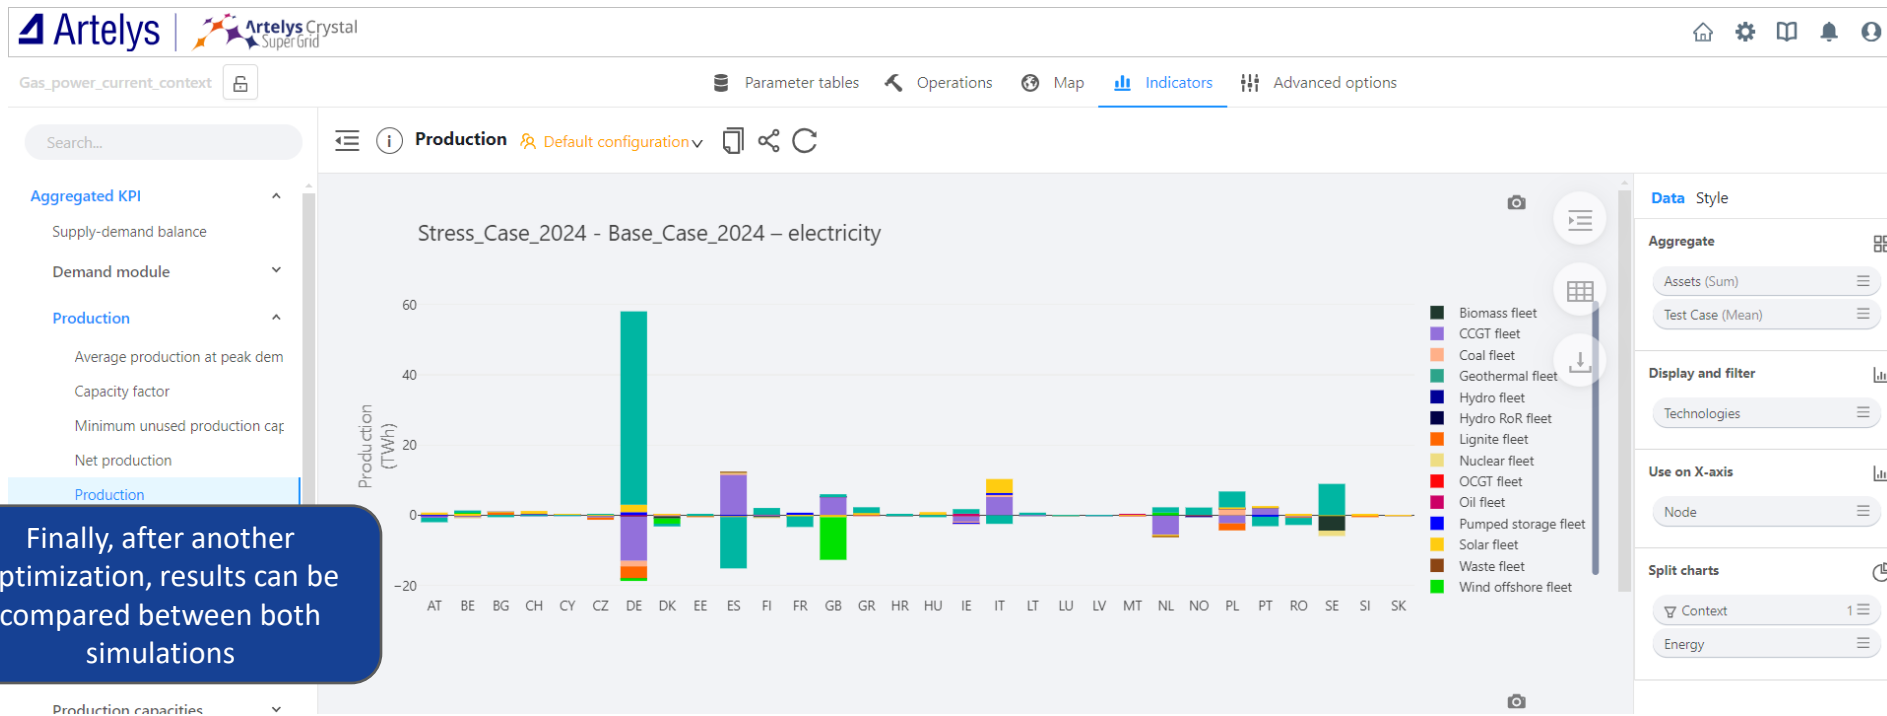 Artelys
Artelys Crystal
SuperGrid
Gas_power_current_context
Parameter tables
Operations
Map
Indicators
Advanced options
Search...
Production
Default configuration
Aggregated KPI
Supply-demand balance
Demand module
Production
Average production at peak dem
Capacity factor
Minimum unused production cap
Net production
Production
Finally, after another
ptimization, results can be
compared between both
simulations
Production capacities
Stress_Case_2024 - Base_Case_2024 – electricity
Production
(TWh)
60
40
20
0
−20
AT BE BG CH CY CZ DE DK EE ES FI FR GB GR HR HU IE IT LT LU LV MT NL NO PL PT RO SE SI SK
Biomass fleet
CCGT fleet
Coal fleet
Geothermal fleet
Hydro fleet
Hydro RoR fleet
Lignite fleet
Nuclear fleet
OCGT fleet
Oil fleet
Pumped storage fleet
Solar fleet
Waste fleet
Wind offshore fleet
Data Style
Aggregate
Assets (Sum)
Test Case (Mean)
Display and filter
Technologies
Use on X-axis
Node
Split charts
Context 1
Energy